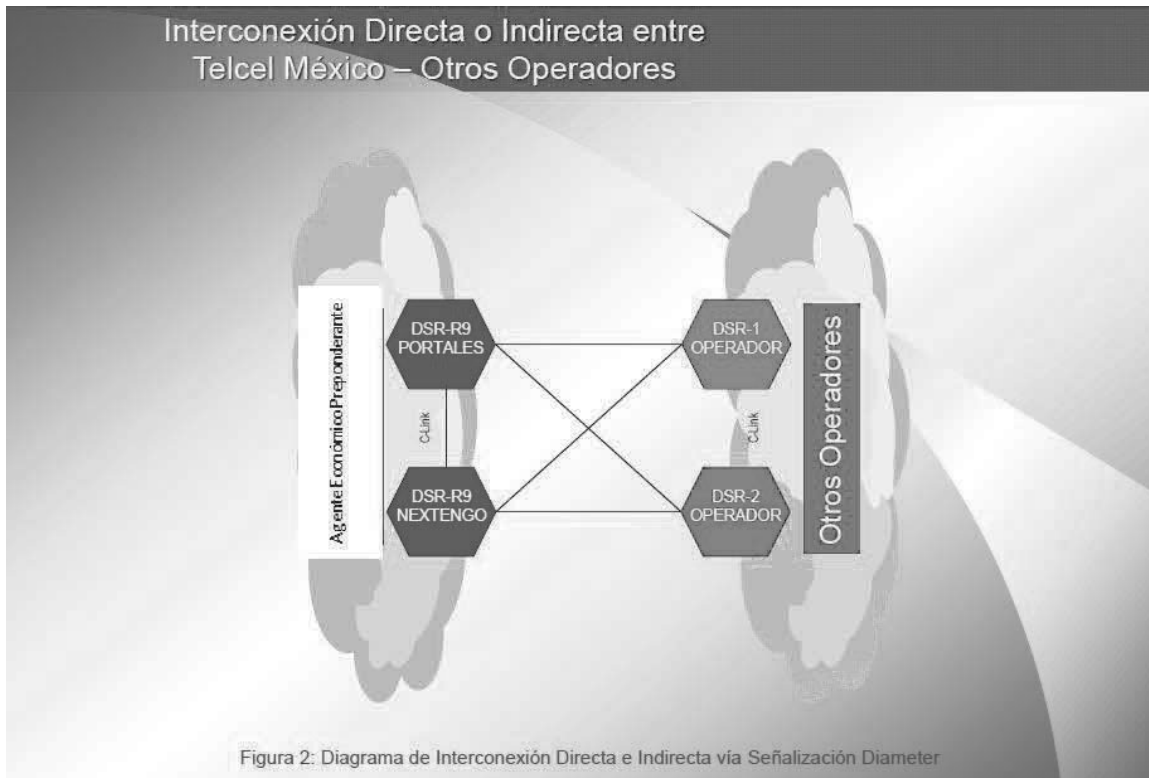 Interconexión Directa o Indirecta entre
Telcel México – Otros Operadores
Agente Económico Preponderante
DSR-R9
PORTALES
C-Link
DSR-R9
NEXTENGO
DSR-1
OPERADOR
C-Link
DSR-2
OPERADOR
Otros Operadores
Figura 2: Diagrama de Interconexión Directa e Indirecta vía Señalización Diameter